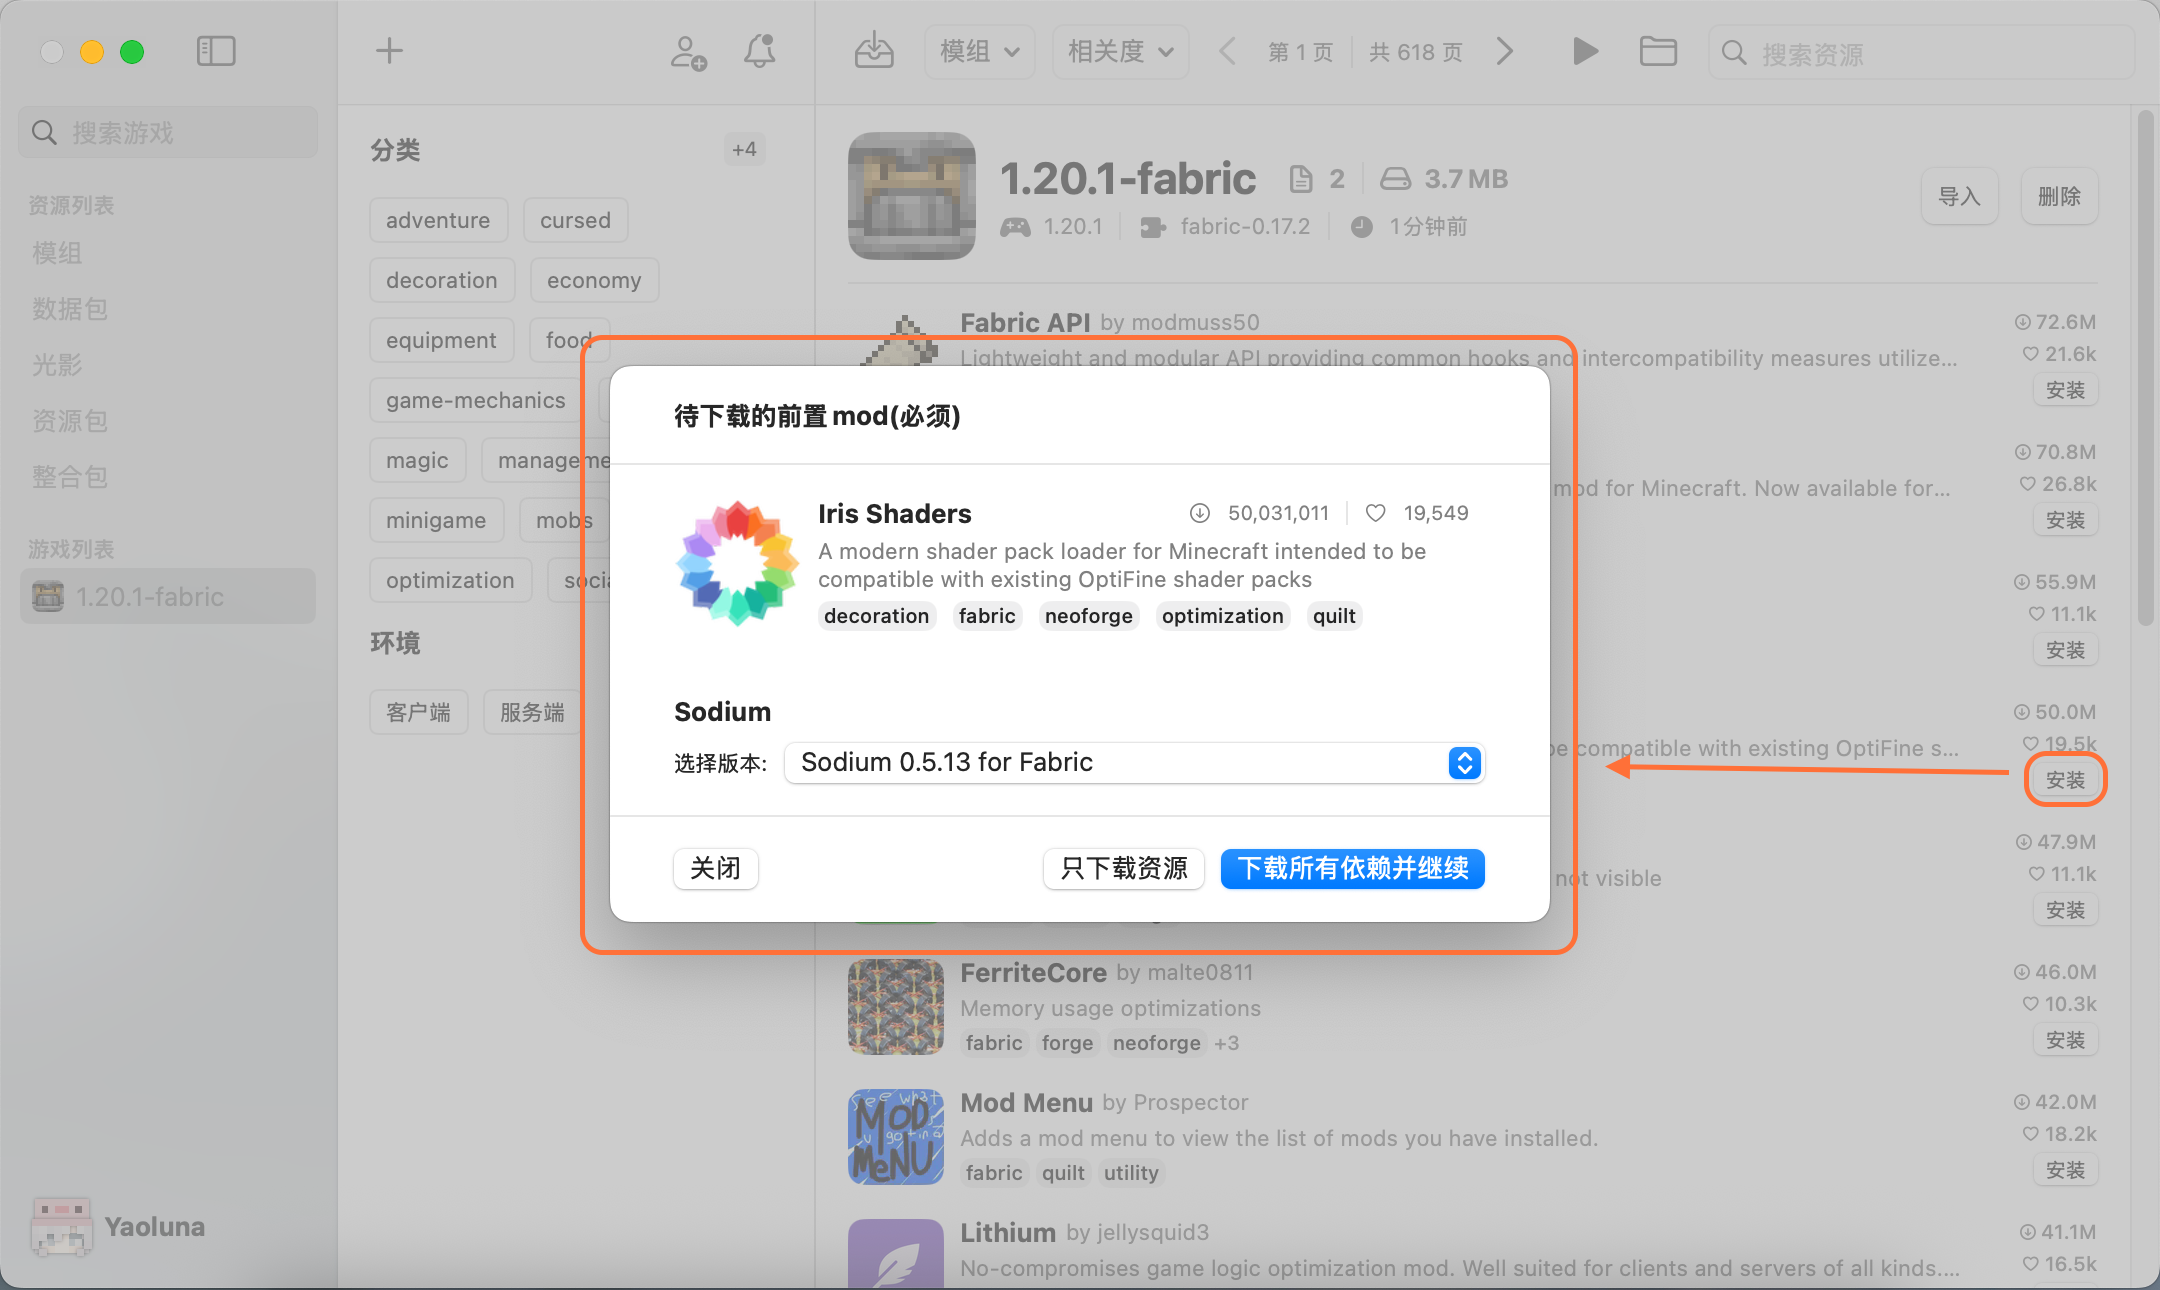 模组
相关度
第 1 页
共 618 页
搜索资源
搜索游戏
资源列表
模组
数据包
光影
资源包
整合包
游戏列表
1.20.1-fabric
Yaoluna
分类
+4
adventure
cursed
decoration
economy
equipment
food
game-mechanics
magic
manageme
minigame
mobs
optimization
socia
环境
客户端
服务端
1.20.1-fabric
2
3.7 MB
1.20.1
fabric-0.17.2
1分钟前
导入
删除
Fabric API by modmuss50
Lightweight and modular API providing common hooks and intercompatibility measures utilize...
72.6M
21.6k
安装
mod for Minecraft. Now available for...
70.8M
26.8k
安装
55.9M
11.1k
安装
be compatible with existing OptiFine s...
50.0M
19.5k
安装
not visible
47.9M
11.1k
安装
待下载的前置mod(必须)
Iris Shaders
50,031,011
19,549
A modern shader pack loader for Minecraft intended to be
compatible with existing OptiFine shader packs
decoration fabric neoforge optimization quilt
Sodium
选择版本:
Sodium 0.5.13 for Fabric
关闭
只下载资源
下载所有依赖并继续
FerriteCore by malte0811
Memory usage optimizations
fabric forge neoforge +3
46.0M
10.3k
安装
See what
MOD
u got in a
MeNU
Mod Menu by Prospector
Adds a mod menu to view the list of mods you have installed.
fabric quilt utility
42.0M
18.2k
安装
Lithium by jellysquid3
No-compromises game logic optimization mod. Well suited for clients and servers of all kinds....
41.1M
16.5k